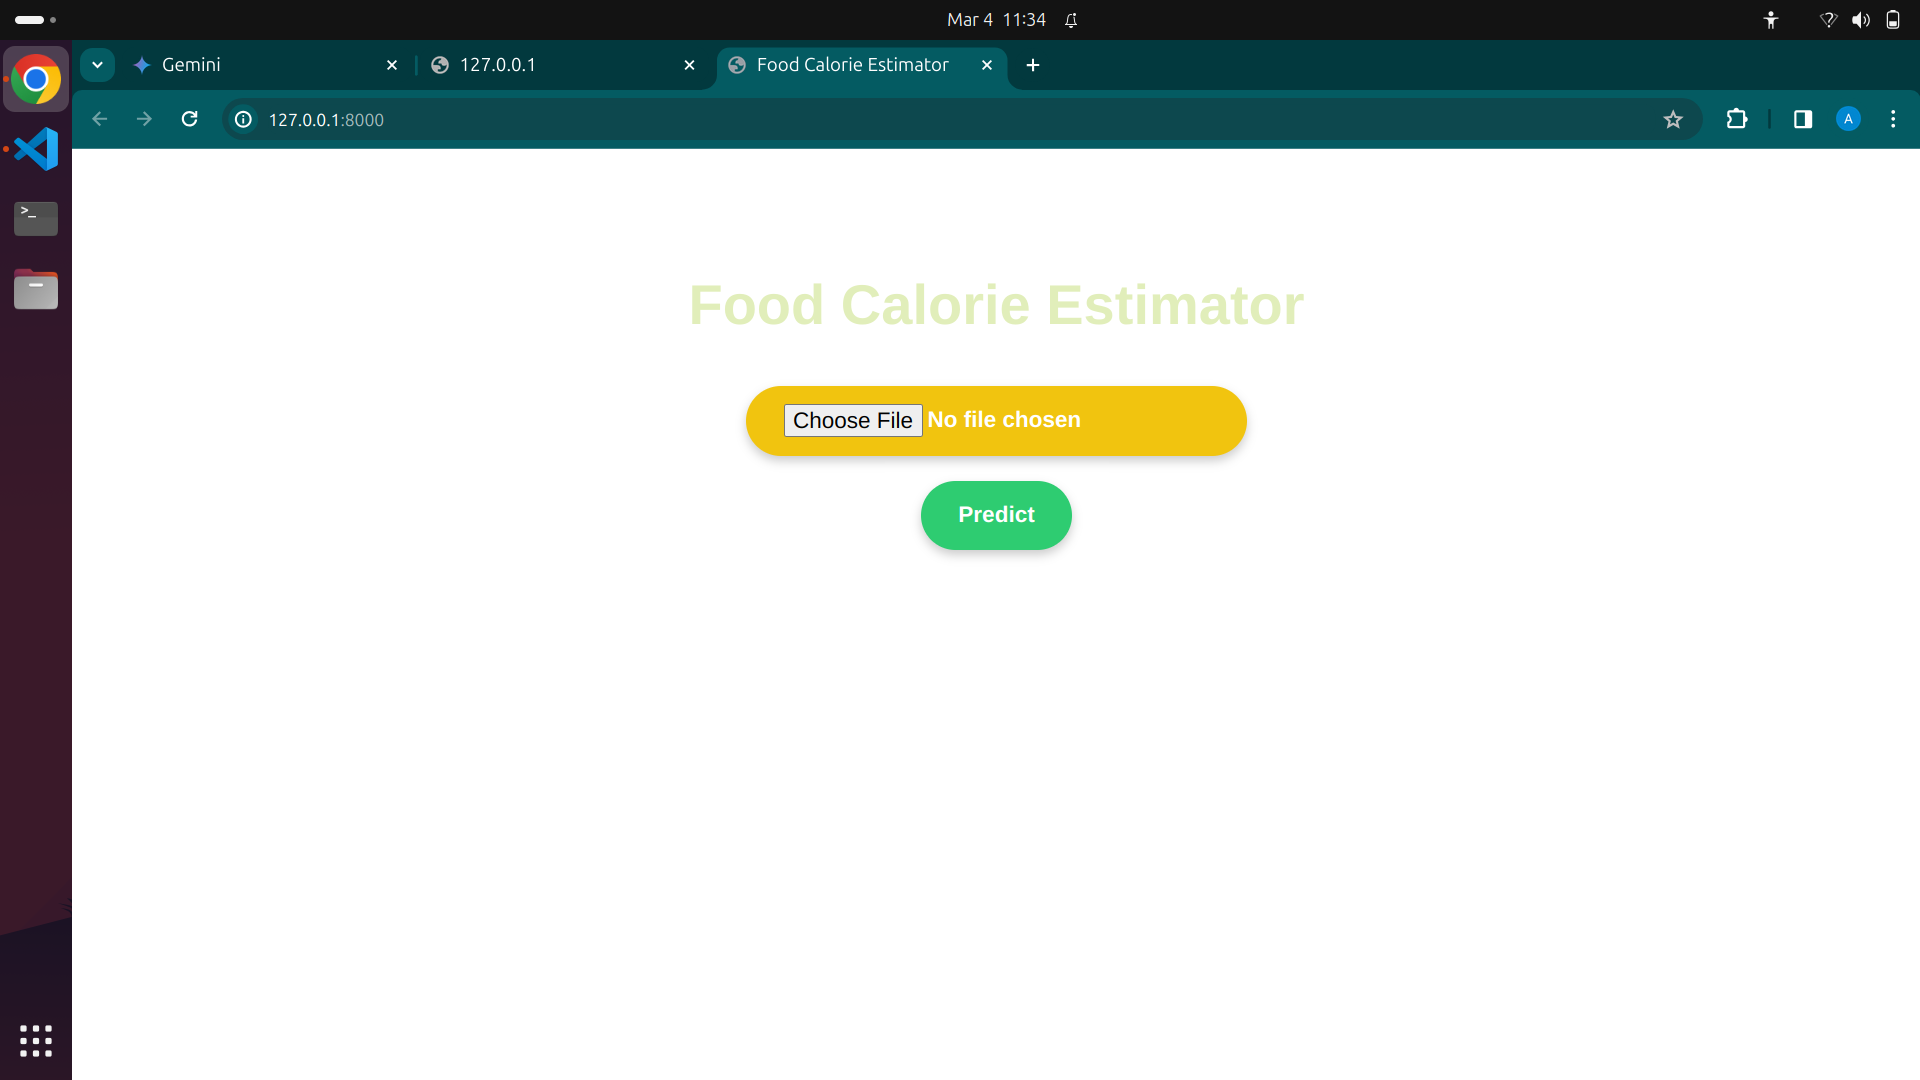 Mar 4 11:34
Gemini
127.0.0.1
Food Calorie Estimator
127.0.0.1:8000
A
>_
Food Calorie Estimator
Choose File No file chosen
Predict